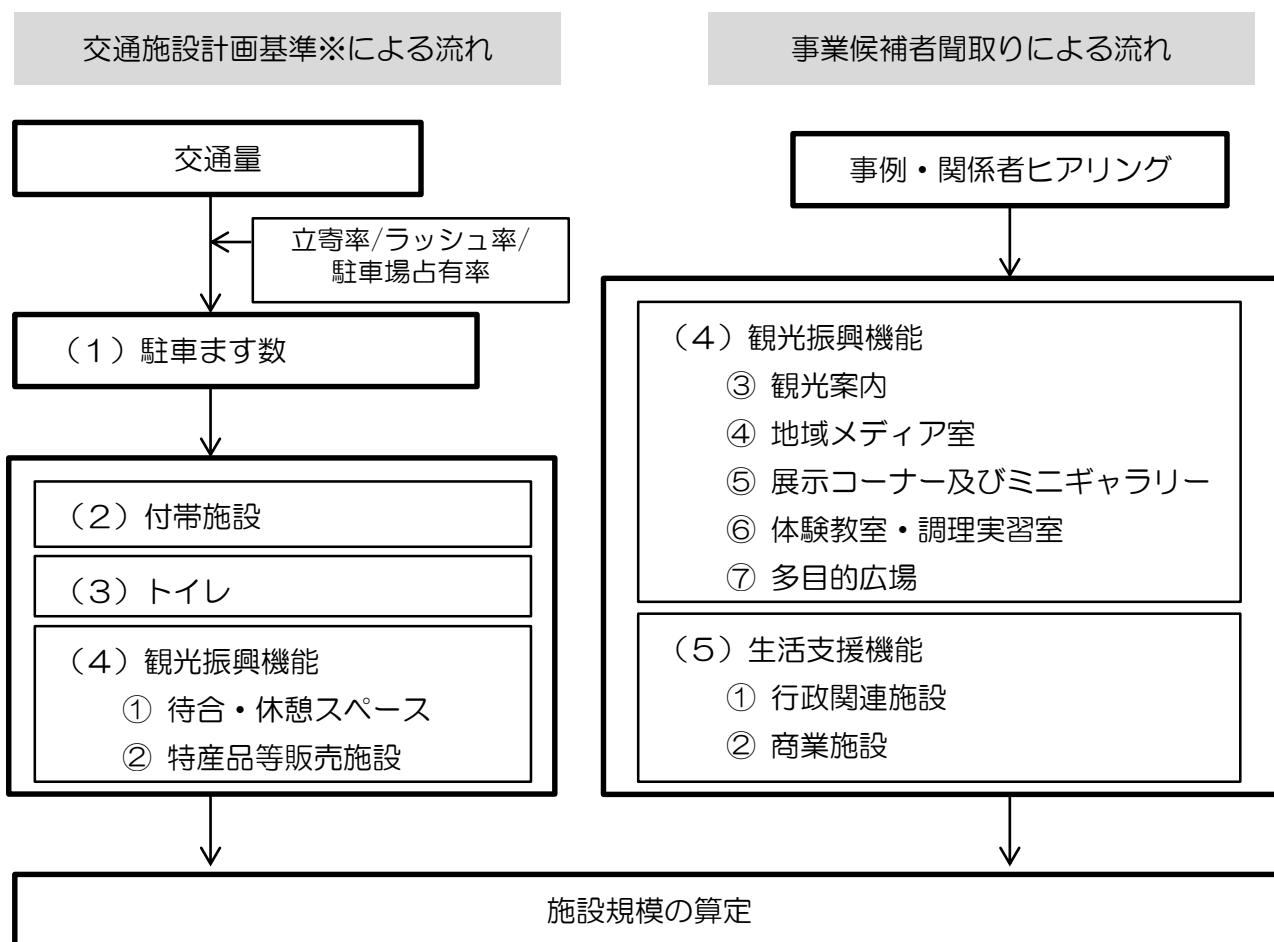 交通施設計画基準※による流れ
交通量
立寄率/ラッシュ率/
駐車場占有率
（１）駐車ます数
（２）付帯施設
（３）トイレ
（４）観光振興機能
① 待合・休憩スペース
② 特産品等販売施設
事業候補者聞取りによる流れ
事例・関係者ヒアリング
（４）観光振興機能
③ 観光案内
④ 地域メディア室
⑤ 展示コーナー及びミニギャラリー
⑥ 体験教室・調理実習室
⑦ 多目的広場
（５）生活支援機能
① 行政関連施設
② 商業施設
施設規模の算定